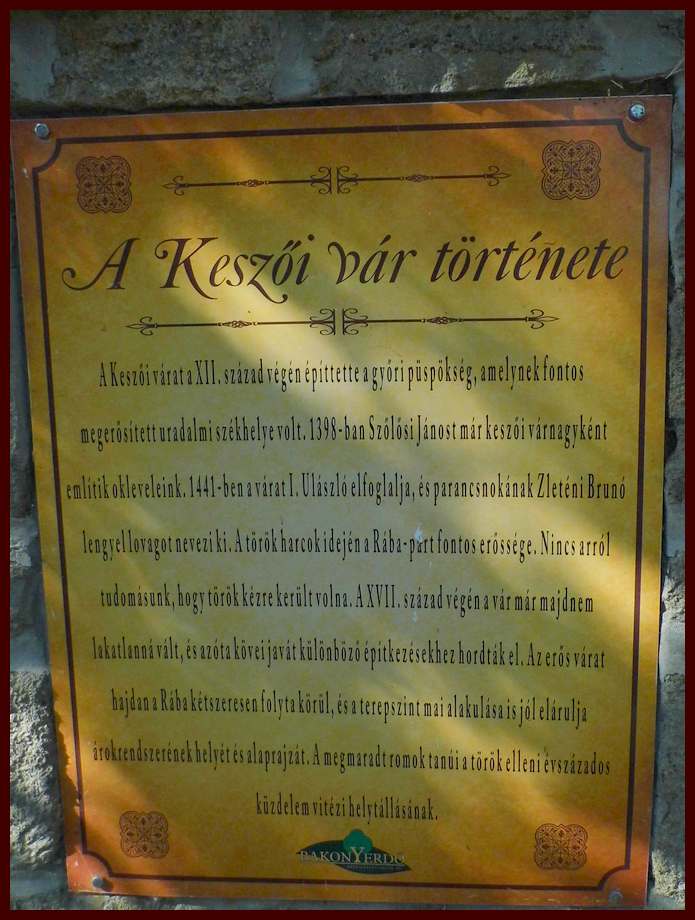 A Keszői vár története
A Keszői várat a XII. század végén építtette a győri püspökség, amelynek fontos
megerősített uradalmi székhelye volt. 1398-ban Szőlősi Jánost már keszői várnagyként
említik okleveleink. 1441-ben a várat I. Ulászló elfoglalja, és parancsnokának Zleténi Brunó
lengyel lovagot nevezi ki. A török harcok idején a Rába-part fontos erőssége. Nincs arról
tudomásunk, hogy török kézre került volna. A XVII. század végén a vár már majdnem
lakatlanná vált, és azóta kövei javát különböző építkezésekhez hordták el. Az erős várat
hajdan a Rába kétszeresen folyta körül, és a terepszint mai alakulása is jól elárulja
árokrendszerének helyét és alaprajzát. A megmaradt romok tanúi a török elleni évszázados
küzdelem vitézi helytállásának.
BAKONYERDŐ